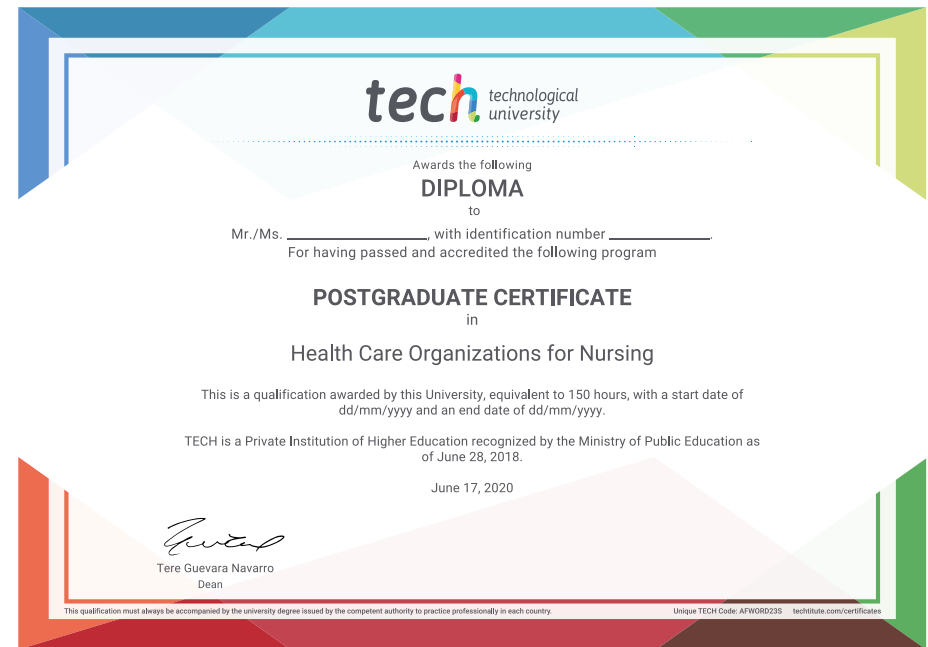 tech technological
university
Awards the following
DIPLOMA
to
Mr./Ms. ____________________, with identification number ______________.
For having passed and accredited the following program
POSTGRADUATE CERTIFICATE
in
Health Care Organizations for Nursing
This is a qualification awarded by this University, equivalent to 150 hours, with a start date of
dd/mm/yyyy and an end date of dd/mm/yyyy.
TECH is a Private Institution of Higher Education recognized by the Ministry of Public Education as
of June 28, 2018.
June 17, 2020
Tere Guevara Navarro
Dean
This qualification must always be accompanied by the university degree issued by the competent authority to practice professionally in each country. Unique TECH Code: AFWORD23S techtitute.com/certificates